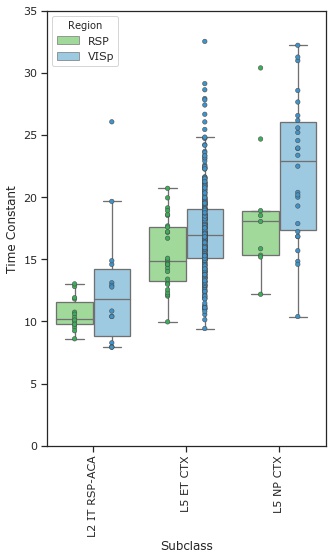 35
Region
RSP
VISp
30
25
20
15
10
5
0
Time Constant
L2 IT RSP-ACA
L5 ET CTX
L5 NP CTX
Subclass